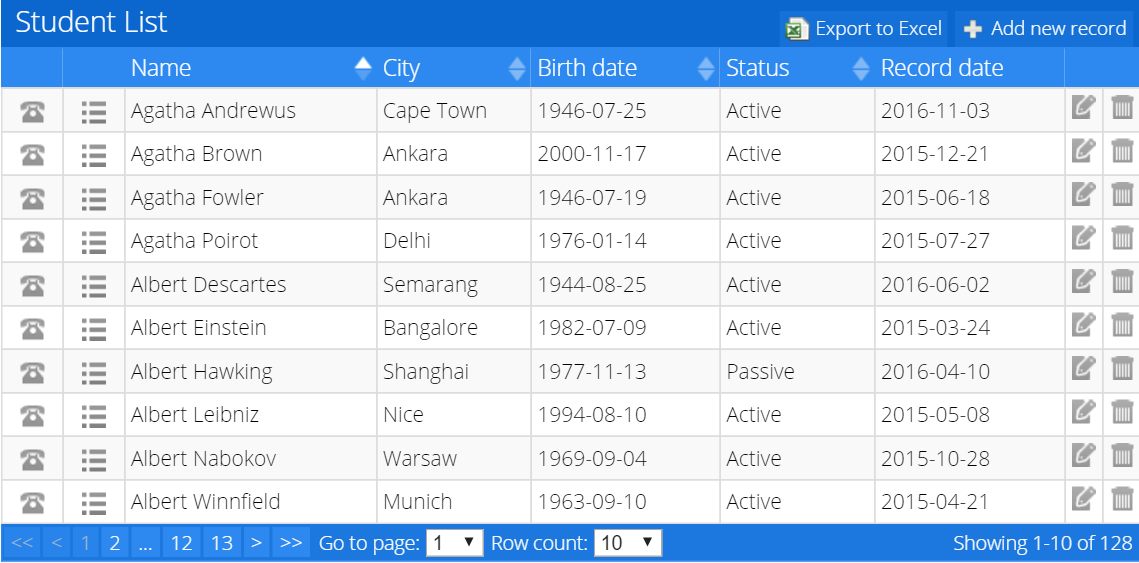 Student List
Export to Excel Add new record
Name City Birth date Status Record date
Agatha Andrewus Cape Town 1946-07-25 Active 2016-11-03
Agatha Brown Ankara 2000-11-17 Active 2015-12-21
Agatha Fowler Ankara 1946-07-19 Active 2015-06-18
Agatha Poirot Delhi 1976-01-14 Active 2015-07-27
Albert Descartes Semarang 1944-08-25 Active 2016-06-02
Albert Einstein Bangalore 1982-07-09 Active 2015-03-24
Albert Hawking Shanghai 1977-11-13 Passive 2016-04-10
Albert Leibniz Nice 1994-08-10 Active 2015-05-08
Albert Nabokov Warsaw 1969-09-04 Active 2015-10-28
Albert Winnfield Munich 1963-09-10 Active 2015-04-21
<< < 1 2 ... 12 13 > >> Go to page: 1 Row count: 10 Showing 1-10 of 128